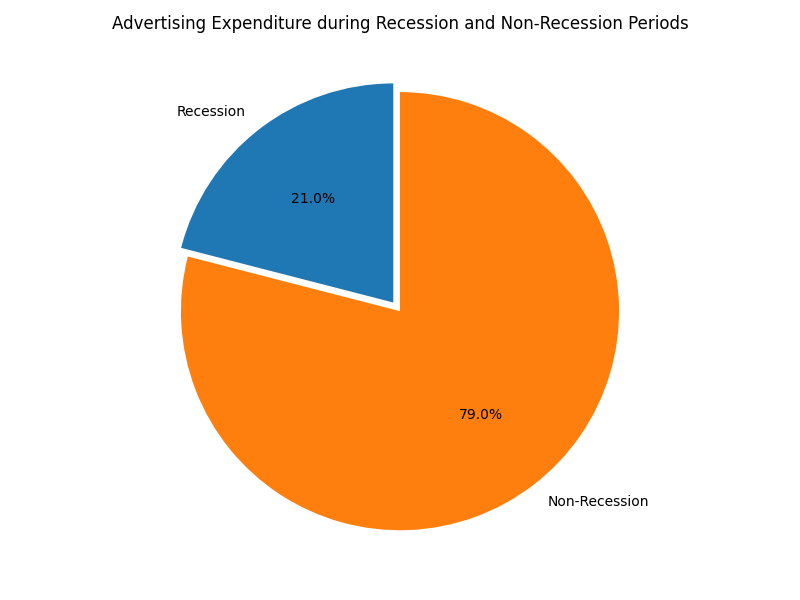 Advertising Expenditure during Recession and Non-Recession Periods
Recession
21.0%
79.0%
Non-Recession